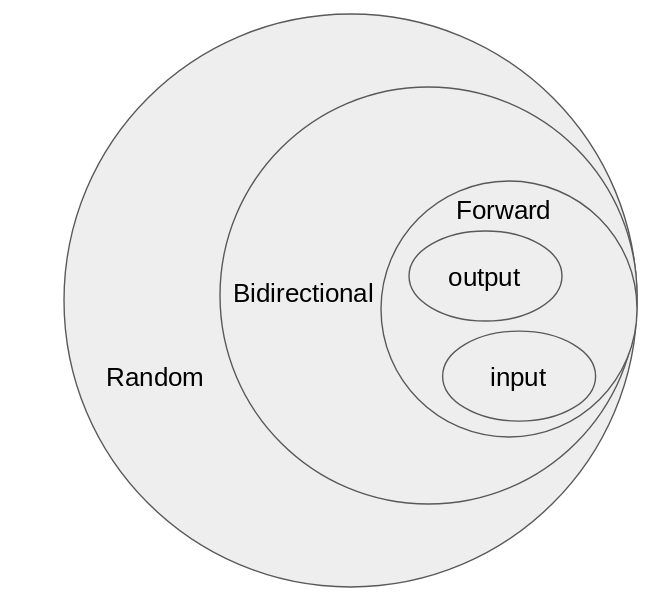 Forward
output
Bidirectional
Random
input